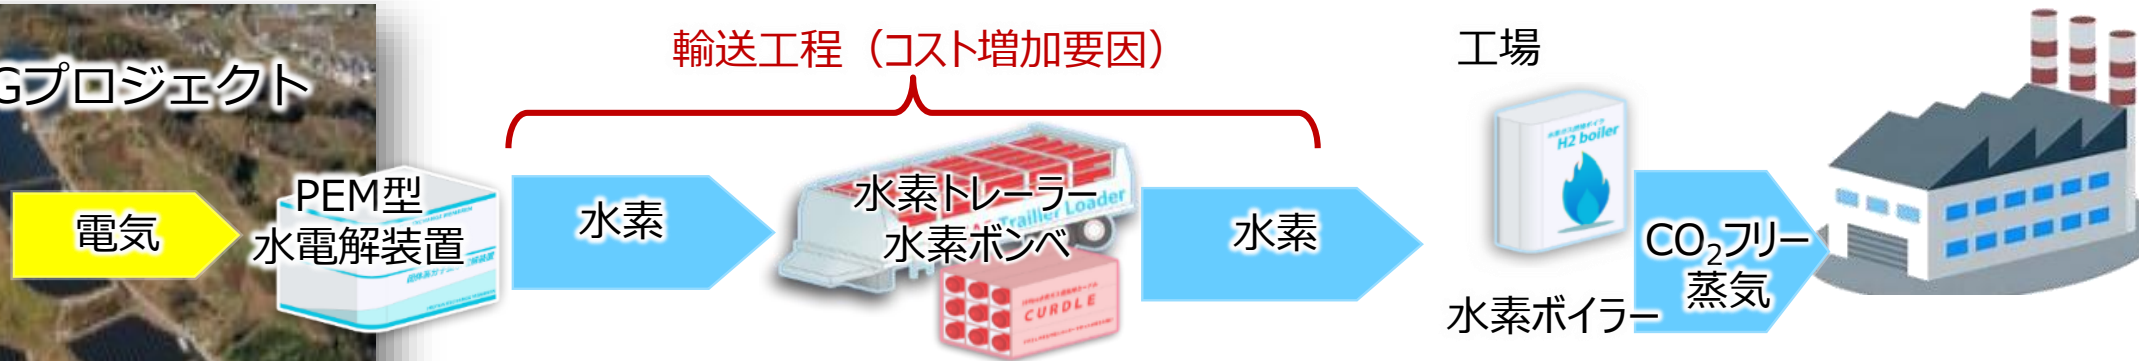 輸送工程（コスト増加要因）
工場
Gプロジェクト
電気
PEM型
水電解装置
水素
水素トレーラー
水素ボンベ
Trailler Loader
CURDLE
水素
H2 boiler
水素ボイラー
CO₂フリー
蒸気